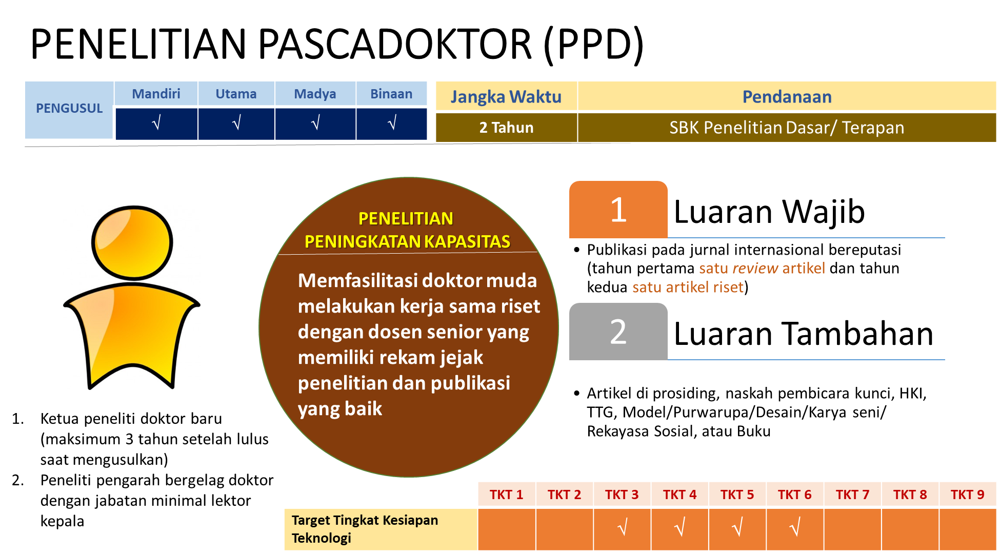 PENELITIAN PASCADOKTOR (PPD)
PENGUSUL
Mandiri Utama Madya Binaan
√ √ √ √
Jangka Waktu Pendanaan
2 Tahun SBK Penelitian Dasar/ Terapan
1. Ketua peneliti doktor baru
(maksimum 3 tahun setelah lulus
saat mengusulkan)
2. Peneliti pengarah bergelag doktor
dengan jabatan minimal lektor
kepala
PENELITIAN
PENINGKATAN KAPASITAS
Memfasilitasi doktor muda
melakukan kerja sama riset
dengan dosen senior yang
memiliki rekam jejak
penelitian dan publikasi
yang baik
1 Luaran Wajib
• Publikasi pada jurnal internasional bereputasi
(tahun pertama satu review artikel dan tahun
kedua satu artikel riset)
2 Luaran Tambahan
• Artikel di prosiding, naskah pembicara kunci, HKI,
TTG, Model/Purwarupa/Desain/Karya seni/
Rekayasa Sosial, atau Buku
TKT 1 TKT 2 TKT 3 TKT 4 TKT 5 TKT 6 TKT 7 TKT 8 TKT 9
Target Tingkat Kesiapan
Teknologi
√ √ √ √